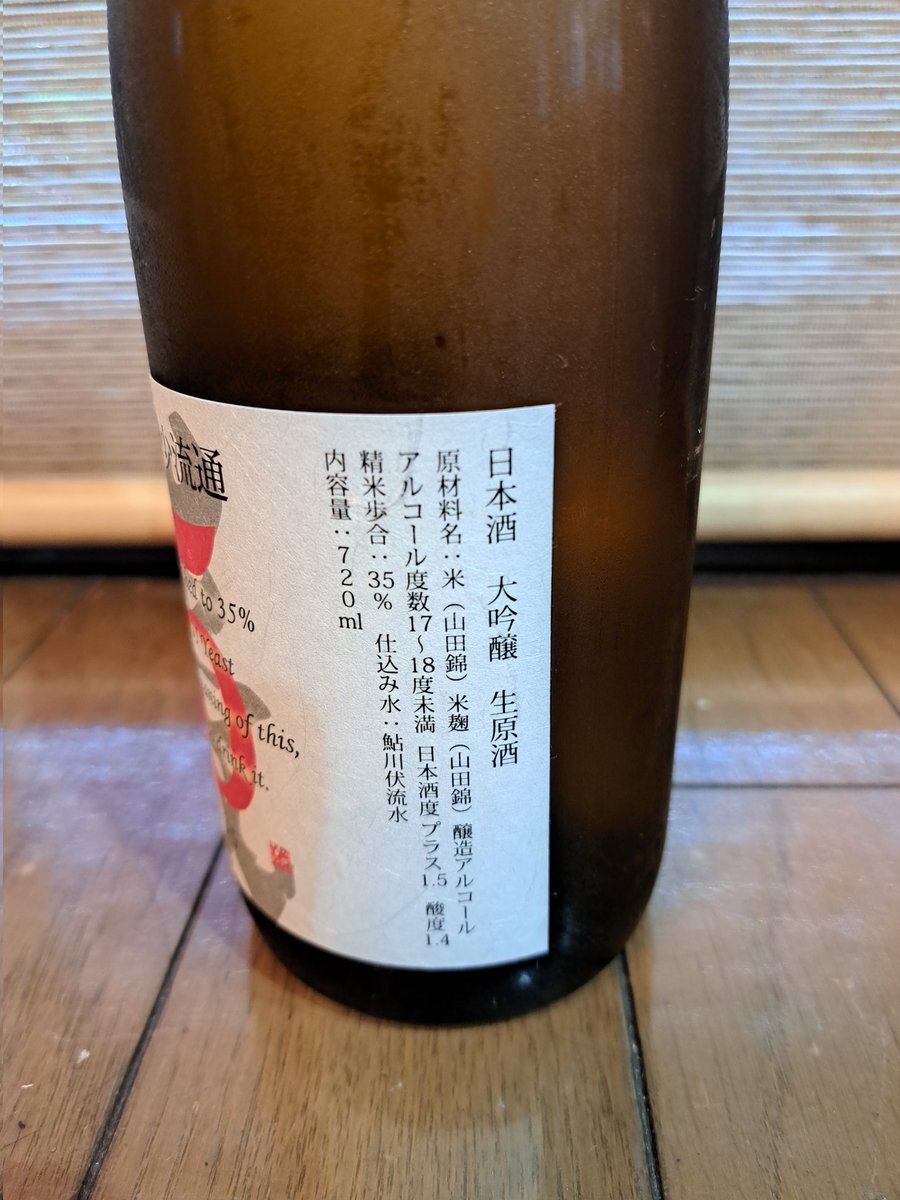 日本酒　大吟醸　生原酒
原材料名：米（山田錦）米麹（山田錦）醸造アルコール
アルコール度数17〜18度未満　日本酒度 プラス1.5　酸度1.4
精米歩合：35%　仕込み水：鮎川伏流水
内容量：720ml
流通
to 35%
Yeast
of this,
drink it.